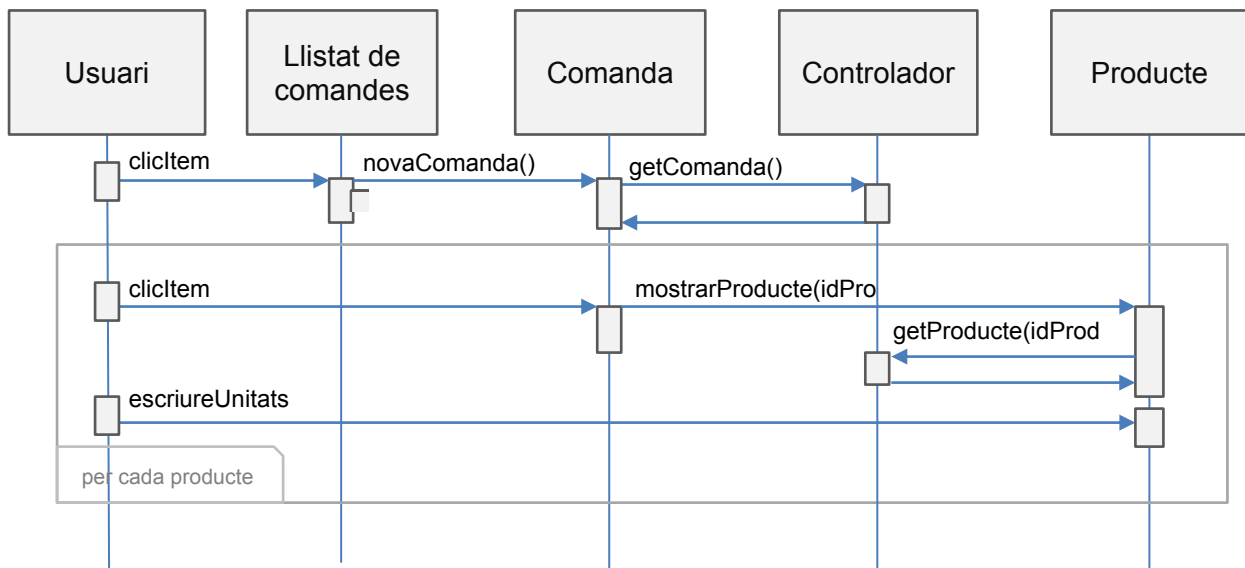 Usuari
Llistat de
comandes
Comanda
Controlador
Producte
clicItem
novaComanda()
getComanda()
clicItem
mostrarProducte(idPro
getProducte(idProd
escriureUnitats
per cada producte